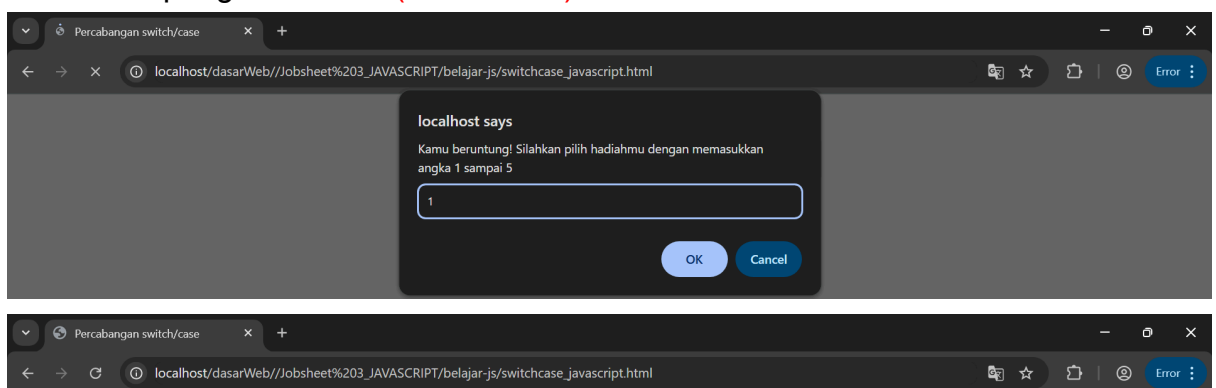 Percabangan switch/case
localhost/dasarWeb//Jobsheet%203_JAVASCRIPT/belajar-js/switchcase_javascript.html
Error
localhost says
Kamu beruntung! Silahkan pilih hadiahmu dengan memasukkan
angka 1 sampai 5
1
OK Cancel
Percabangan switch/case
localhost/dasarWeb//Jobsheet%203_JAVASCRIPT/belajar-js/switchcase_javascript.html
Error